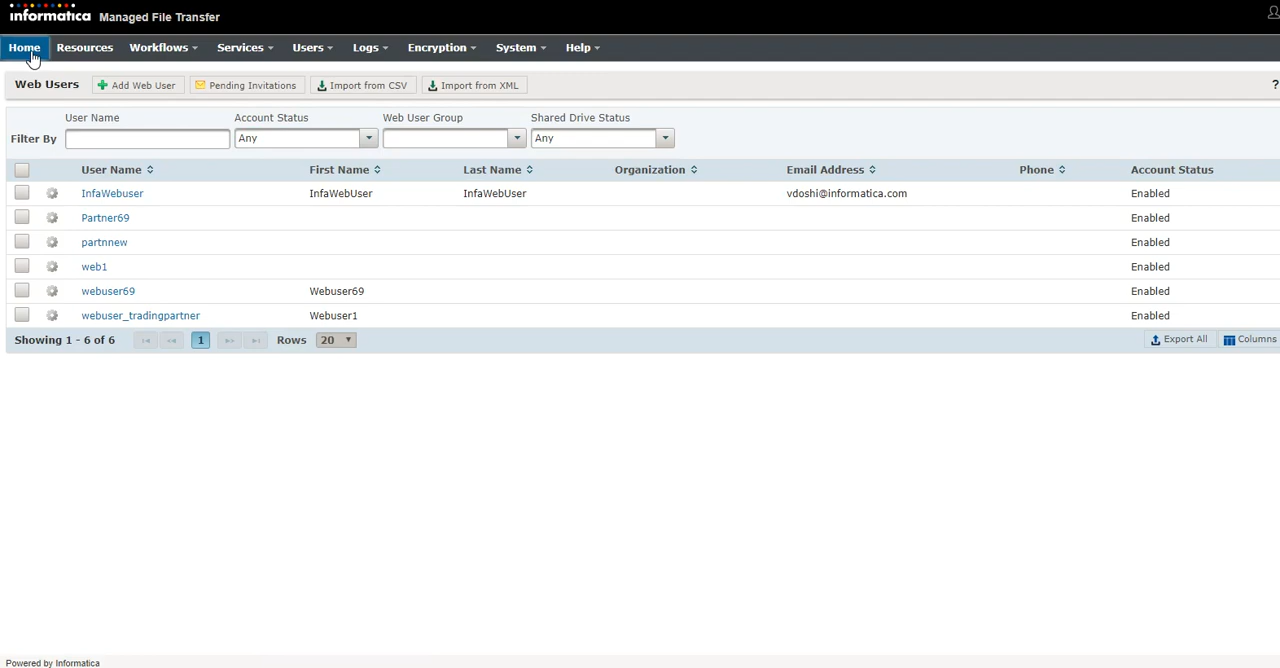 informatica Managed File Transfer
Home Resources Workflows Services Users Logs Encryption System Help
Web Users Add Web User Pending Invitations Import from CSV Import from XML ?
User Name Account Status Web User Group Shared Drive Status
Filter By Any Any
User Name First Name Last Name Organization Email Address Phone Account Status
InfaWebuser InfaWebUser InfaWebUser vdoshi@informatica.com Enabled
Partner69 Enabled
partnnew Enabled
web1 Enabled
webuser69 Webuser69 Enabled
webuser_tradingpartner Webuser1 Enabled
Showing 1 - 6 of 6 1 Rows 20 Export All Columns
Powered by Informatica